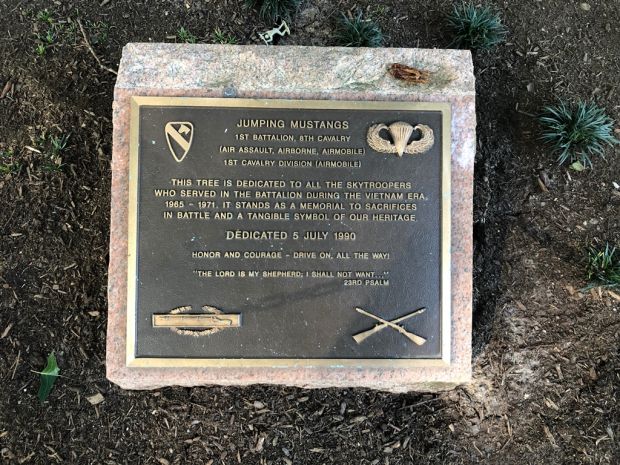 JUMPING MUSTANGS
1ST BATTALION, 8TH CAVALRY
(AIR ASSAULT, AIRBORNE, AIRMOBILE)
1ST CAVALRY DIVISION (AIRMOBILE)
THIS TREE IS DEDICATED TO ALL THE SKYTROOPERS
WHO SERVED IN THE BATTALION DURING THE VIETNAM ERA,
1965 - 1971. IT STANDS AS A MEMORIAL TO SACRIFICES
IN BATTLE AND A TANGIBLE SYMBOL OF OUR HERITAGE.
DEDICATED 5 JULY 1990
HONOR AND COURAGE - DRIVE ON, ALL THE WAY!
"THE LORD IS MY SHEPHERD; I SHALL NOT WANT..."
23RD PSALM